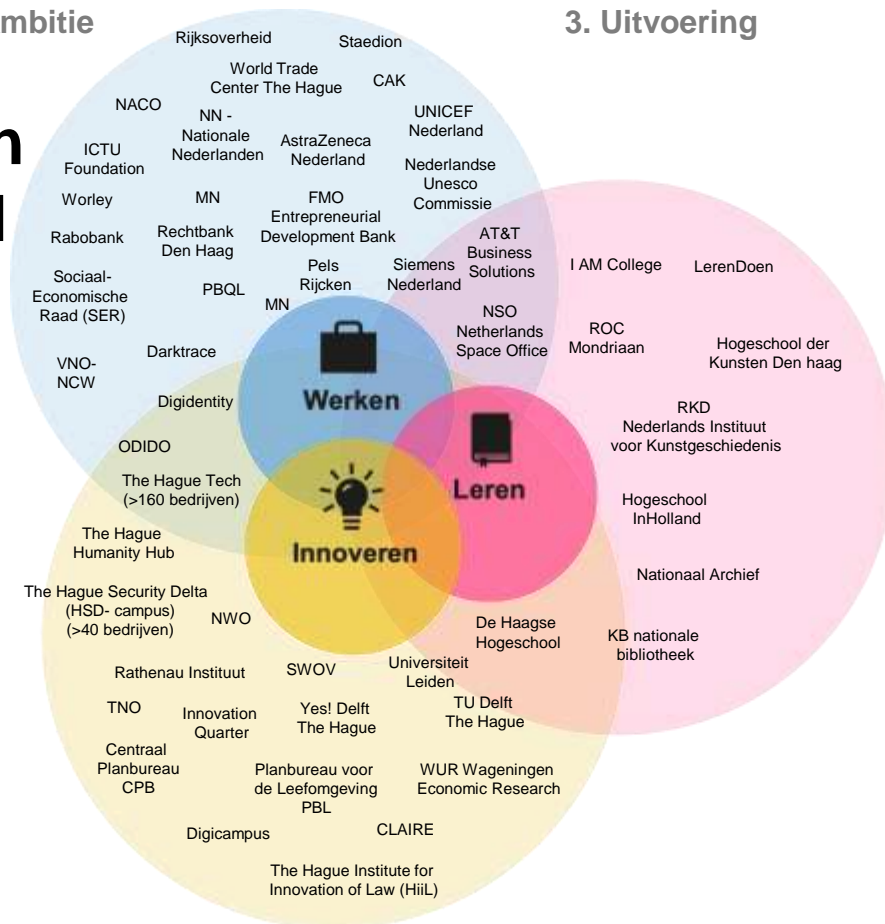 mbitie
3. Uitvoering
n
Rijksoverheid
Staedion
World Trade
Center The Hague
CAK
NACO
NN -
Nationale
Nederlanden
UNICEF
Nederland
AstraZeneca
Nederland
ICTU
Foundation
Nederlandse
Unesco
Commissie
Worley
MN
FMO
Entrepreneurial
Development Bank
Rabobank
Rechtbank
Den Haag
AT&T
Business
Solutions
Pels
Rijcken
Siemens
Nederland
Sociaal-
Economische
Raad (SER)
PBQL
MN
NSO
Netherlands
Space Office
VNO-
NCW
Darktrace
Digidentity
Werken
I AM College
LerenDoen
ROC
Mondriaan
Hogeschool der
Kunsten Den haag
RKD
Nederlands Instituut
voor Kunstgeschiedenis
Leren
Hogeschool
InHolland
Nationaal Archief
KB nationale
bibliotheek
ODIDO
The Hague Tech
(>160 bedrijven)
Innoveren
The Hague
Humanity Hub
The Hague Security Delta
(HSD- campus)
(>40 bedrijven)
NWO
De Haagse
Hogeschool
Rathenau Instituut
SWOV
Universiteit
Leiden
TNO
Innovation
Quarter
Yes! Delft
The Hague
TU Delft
The Hague
Centraal
Planbureau
CPB
Planbureau voor
de Leefomgeving
PBL
WUR Wageningen
Economic Research
Digicampus
CLAIRE
The Hague Institute for
Innovation of Law (HiiL)